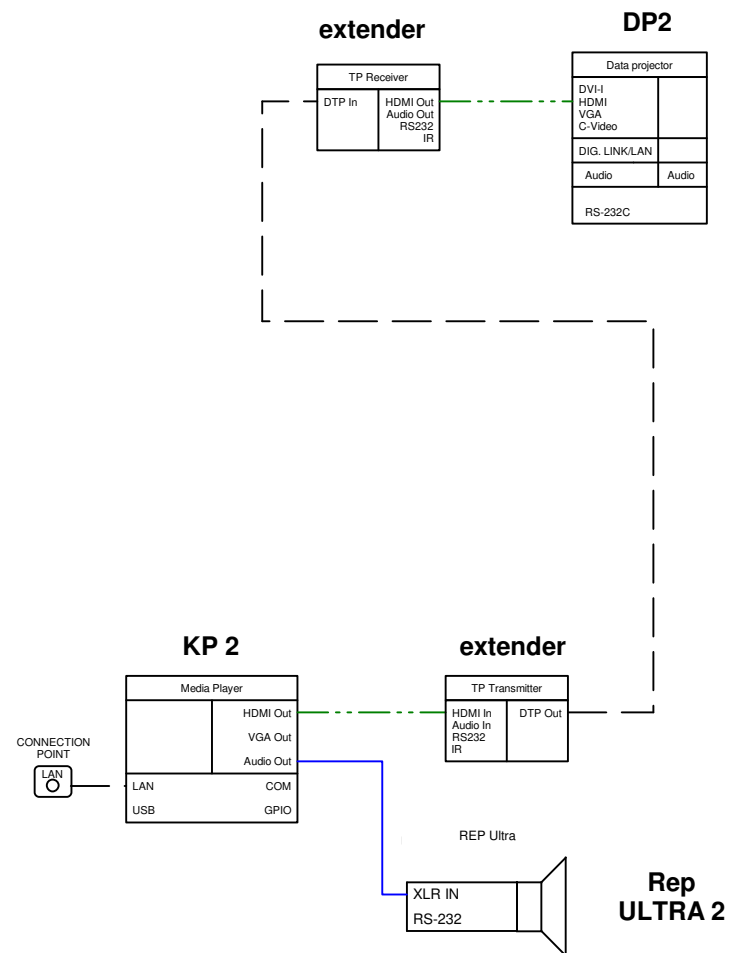 extender
DP2
TP Receiver
DTP In
HDMI Out
Audio Out
RS232
IR
Data projector
DVI-I
HDMI
VGA
C-Video
DIG. LINK/LAN
Audio
Audio
RS-232C
KP 2
extender
Media Player
HDMI Out
VGA Out
Audio Out
LAN
COM
USB
GPIO
TP Transmitter
HDMI In
Audio In
RS232
IR
DTP Out
CONNECTION
POINT
LAN
REP Ultra
XLR IN
RS-232
Rep
ULTRA 2